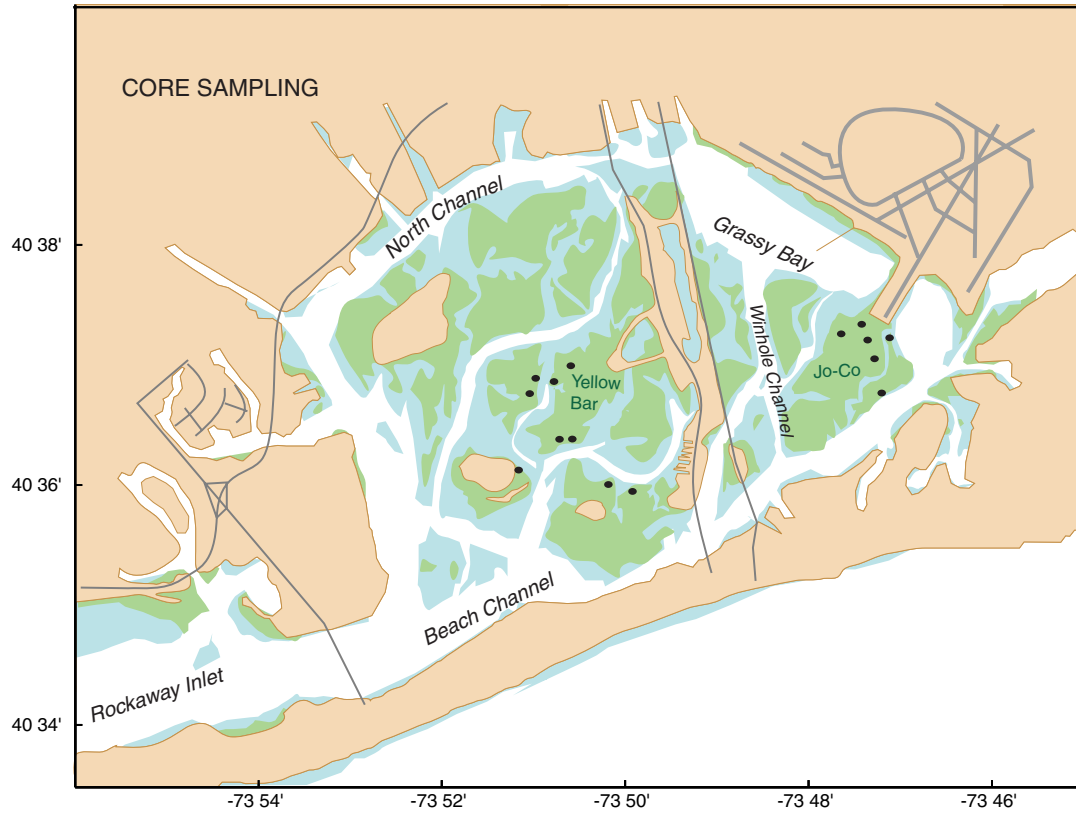 CORE SAMPLING
North Channel
Grassy Bay
40 38'
Winhole Channel
Jo-Co
Yellow
Bar
40 36'
Beach Channel
Rockaway Inlet
40 34'
-73 54'
-73 52'
-73 50'
-73 48'
-73 46'